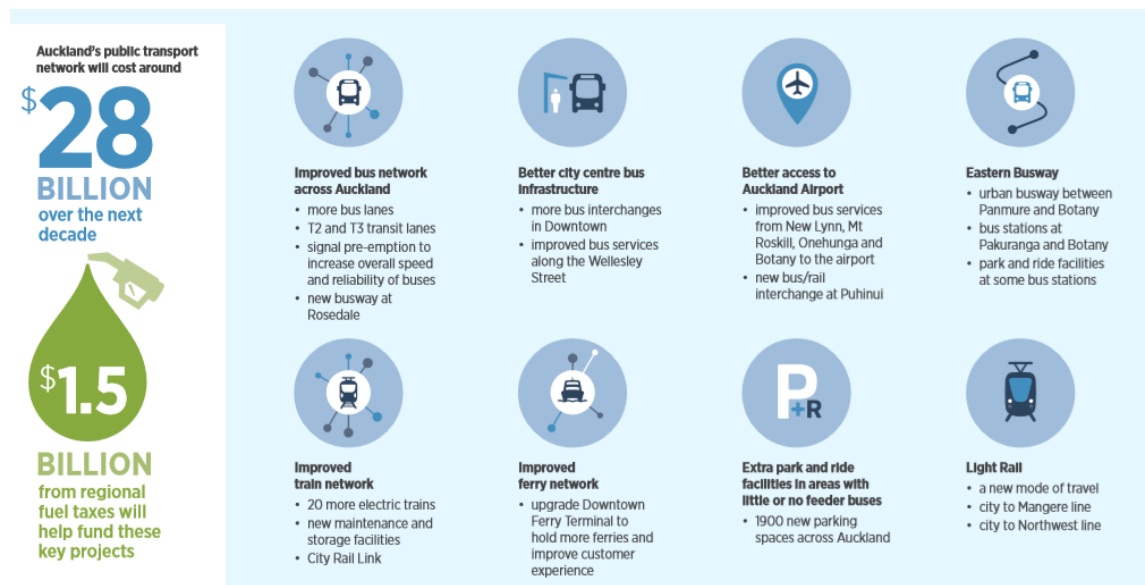 Auckland's public transport
network will cost around
$28
BILLION
over the next
decade
$1.5
BILLION
from regional
fuel taxes will
help fund these
key projects
Improved bus network
across Auckland
• more bus lanes
• T2 and T3 transit lanes
• signal pre-emption to
increase overall speed
and reliability of buses
• new busway at
Rosedale
Better city centre bus
infrastructure
• more bus interchanges
in Downtown
• improved bus services
along the Wellesley
Street
Better access to
Auckland Airport
• improved bus services
from New Lynn, Mt
Roskill, Onehunga and
Botany to the airport
• new bus/rail
interchange at Puhinui
Eastern Busway
• urban busway between
Panmure and Botany
• bus stations at
Pakuranga and Botany
• park and ride facilities
at some bus stations
Improved
train network
• 20 more electric trains
• new maintenance and
storage facilities
• City Rail Link
Improved
ferry network
• upgrade Downtown
Ferry Terminal to
hold more ferries and
improve customer
experience
P+R
Extra park and ride
facilities in areas with
little or no feeder buses
• 1900 new parking
spaces across Auckland
Light Rail
• a new mode of travel
• city to Mangere line
• city to Northwest line